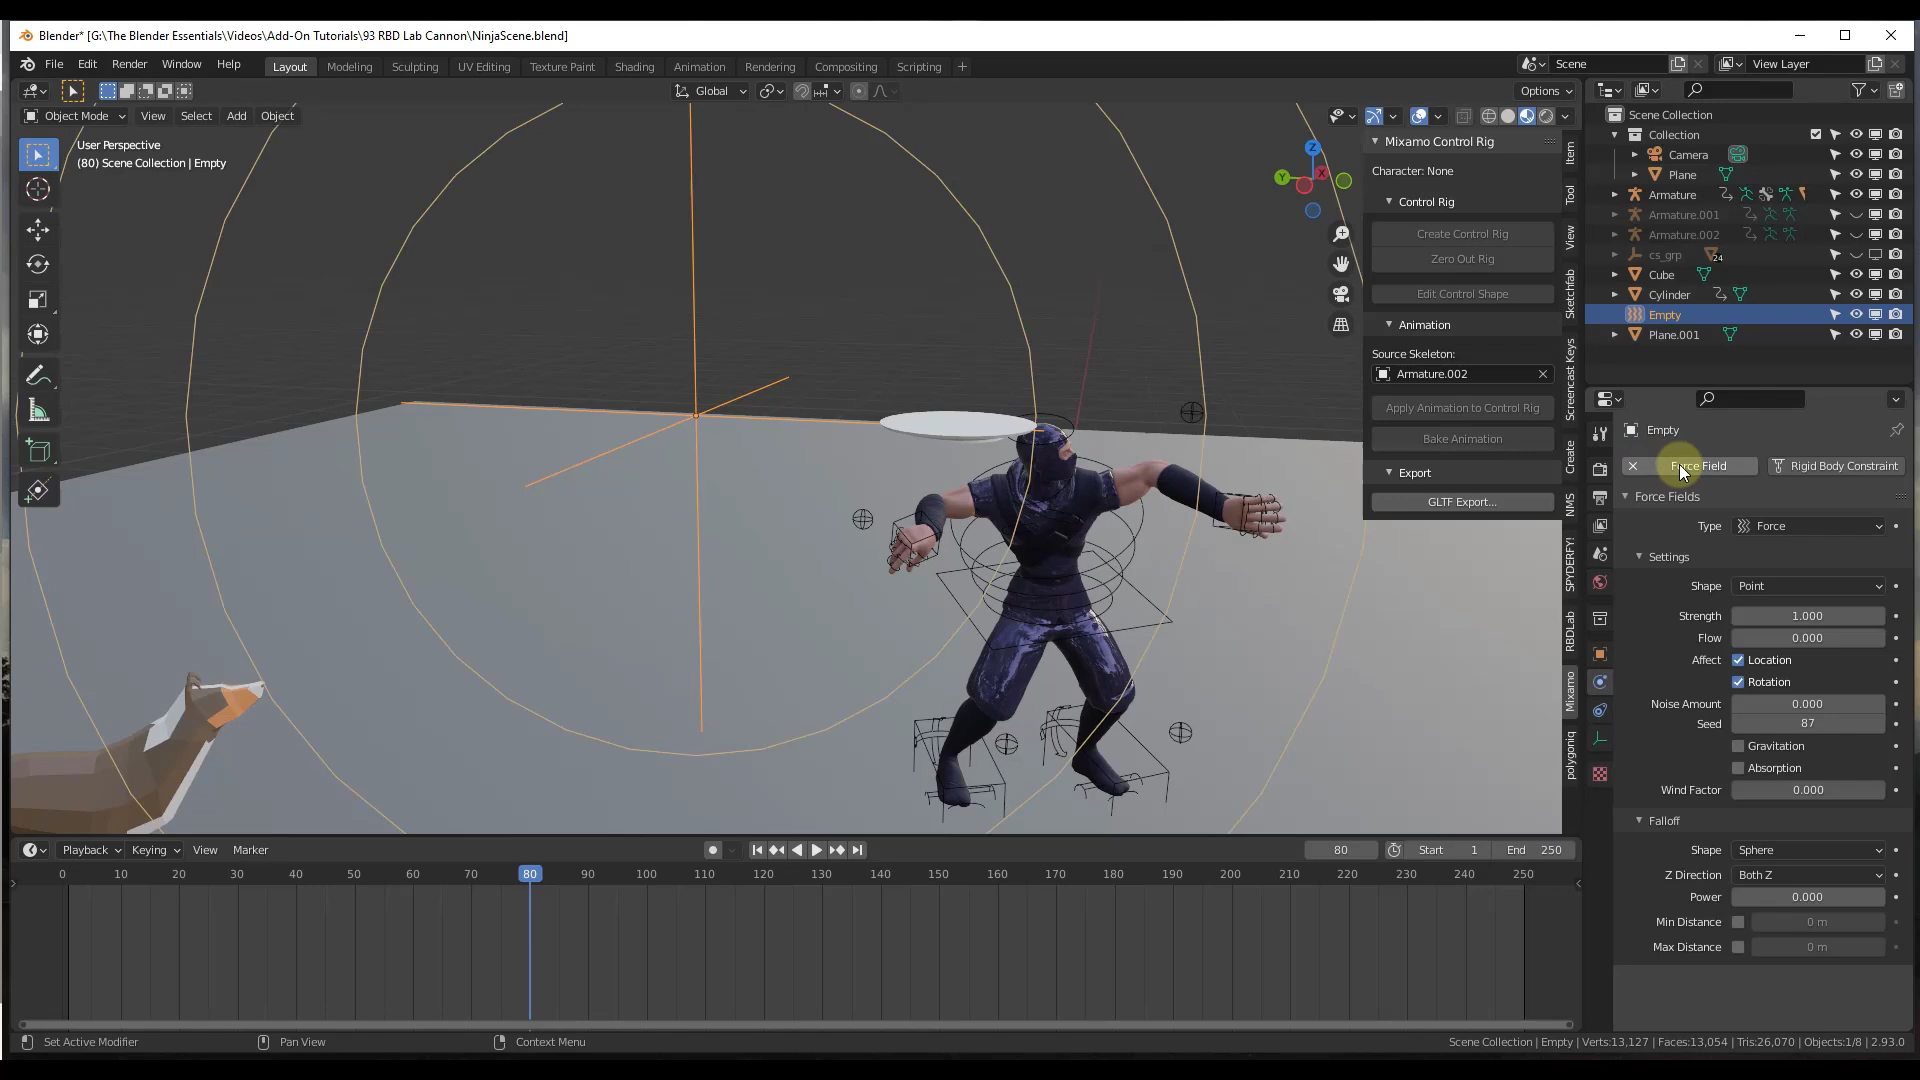 Blender* [G:\The Blender Essentials\Videos\Add-On Tutorials\93 RBD Lab Cannon\NinjaScene.blend]
File Edit Render Window Help Layout Modeling Sculpting UV Editing Texture Paint Shading Animation Rendering Compositing Scripting + Scene View Layer
Global Options
Object Mode View Select Add Object
User Perspective
(80) Scene Collection | Empty
Z
Y
X
Mixamo Control Rig
Character: None
Control Rig
Create Control Rig
Zero Out Rig
Edit Control Shape
Animation
Source Skeleton:
Armature.002
Apply Animation to Control Rig
Bake Animation
Export
GLTF Export...
Item
Tool
View
Sketchfab
Screencast Keys
Create
NMS
SPYDERFY!
RBDLab
Mixamo
polygoniq
Scene Collection
Collection
Camera
Plane
Armature
Armature.001
Armature.002
cs_grp 24
Cube
Cylinder
Empty
Plane.001
Empty
Force Field Rigid Body Constraint
Force Fields
Type Force
Settings
Shape Point
Strength 1.000
Flow 0.000
Affect Location
Rotation
Noise Amount 0.000
Seed 87
Gravitation
Absorption
Wind Factor 0.000
Falloff
Shape Sphere
Z Direction Both Z
Power 0.000
Min Distance 0 m
Max Distance 0 m
Playback Keying View Marker 80 Start 1 End 250
0 10 20 30 40 50 60 70 80 90 100 110 120 130 140 150 160 170 180 190 200 210 220 230 240 250
Set Active Modifier Pan View Context Menu Scene Collection | Empty | Verts:13,127 | Faces:13,054 | Tris:26,070 | Objects:1/8 | 2.93.0